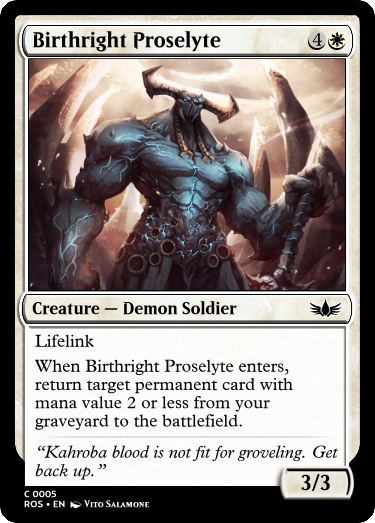 Birthright Proselyte 4
Creature — Demon Soldier
Lifelink
When Birthright Proselyte enters,
return target permanent card with
mana value 2 or less from your
graveyard to the battlefield.
“Kahroba blood is not fit for groveling. Get
back up.”
3/3
C 0005
ROS • EN Vito Salamone